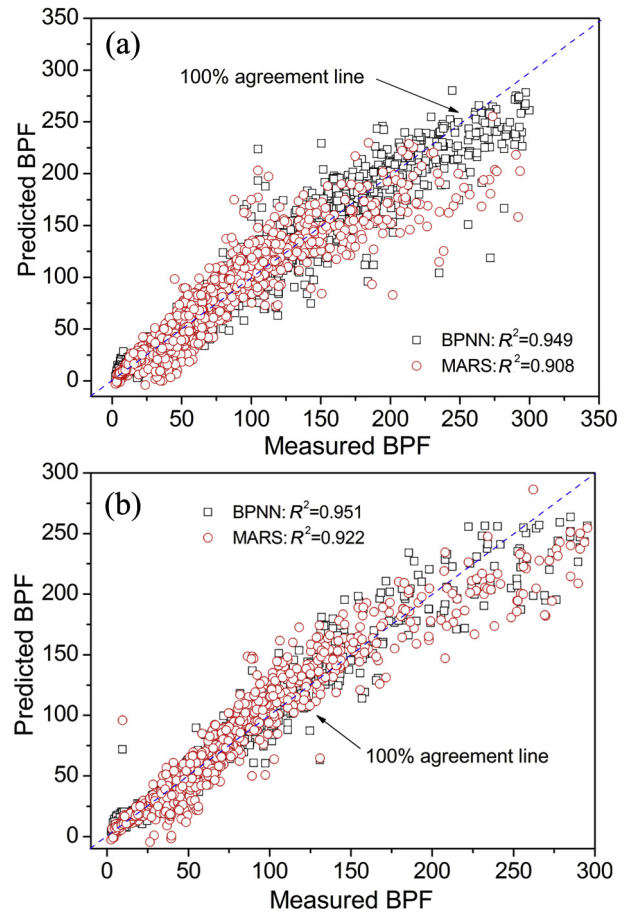 (a)
100% agreement line
Predicted BPF
350
300
250
200
150
100
50
0
BPNN: R²=0.949
MARS: R²=0.908
0 50 100 150 200 250 300 350
Measured BPF
(b)
BPNN: R²=0.951
MARS: R²=0.922
Predicted BPF
300
250
200
150
100
50
0
100% agreement line
0 50 100 150 200 250 300
Measured BPF